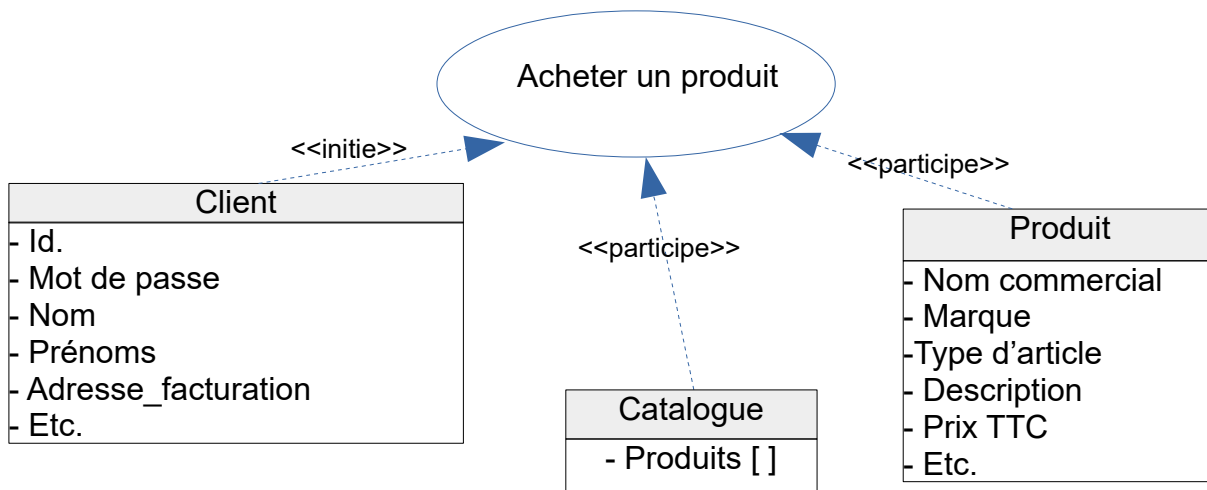 Acheter un produit
<<initie>>
<<participe>>
<<participe>>
Client
- Id.
- Mot de passe
- Nom
- Prénoms
- Adresse_facturation
- Etc.
Catalogue
- Produits [ ]
Produit
- Nom commercial
- Marque
-Type d’article
- Description
- Prix TTC
- Etc.